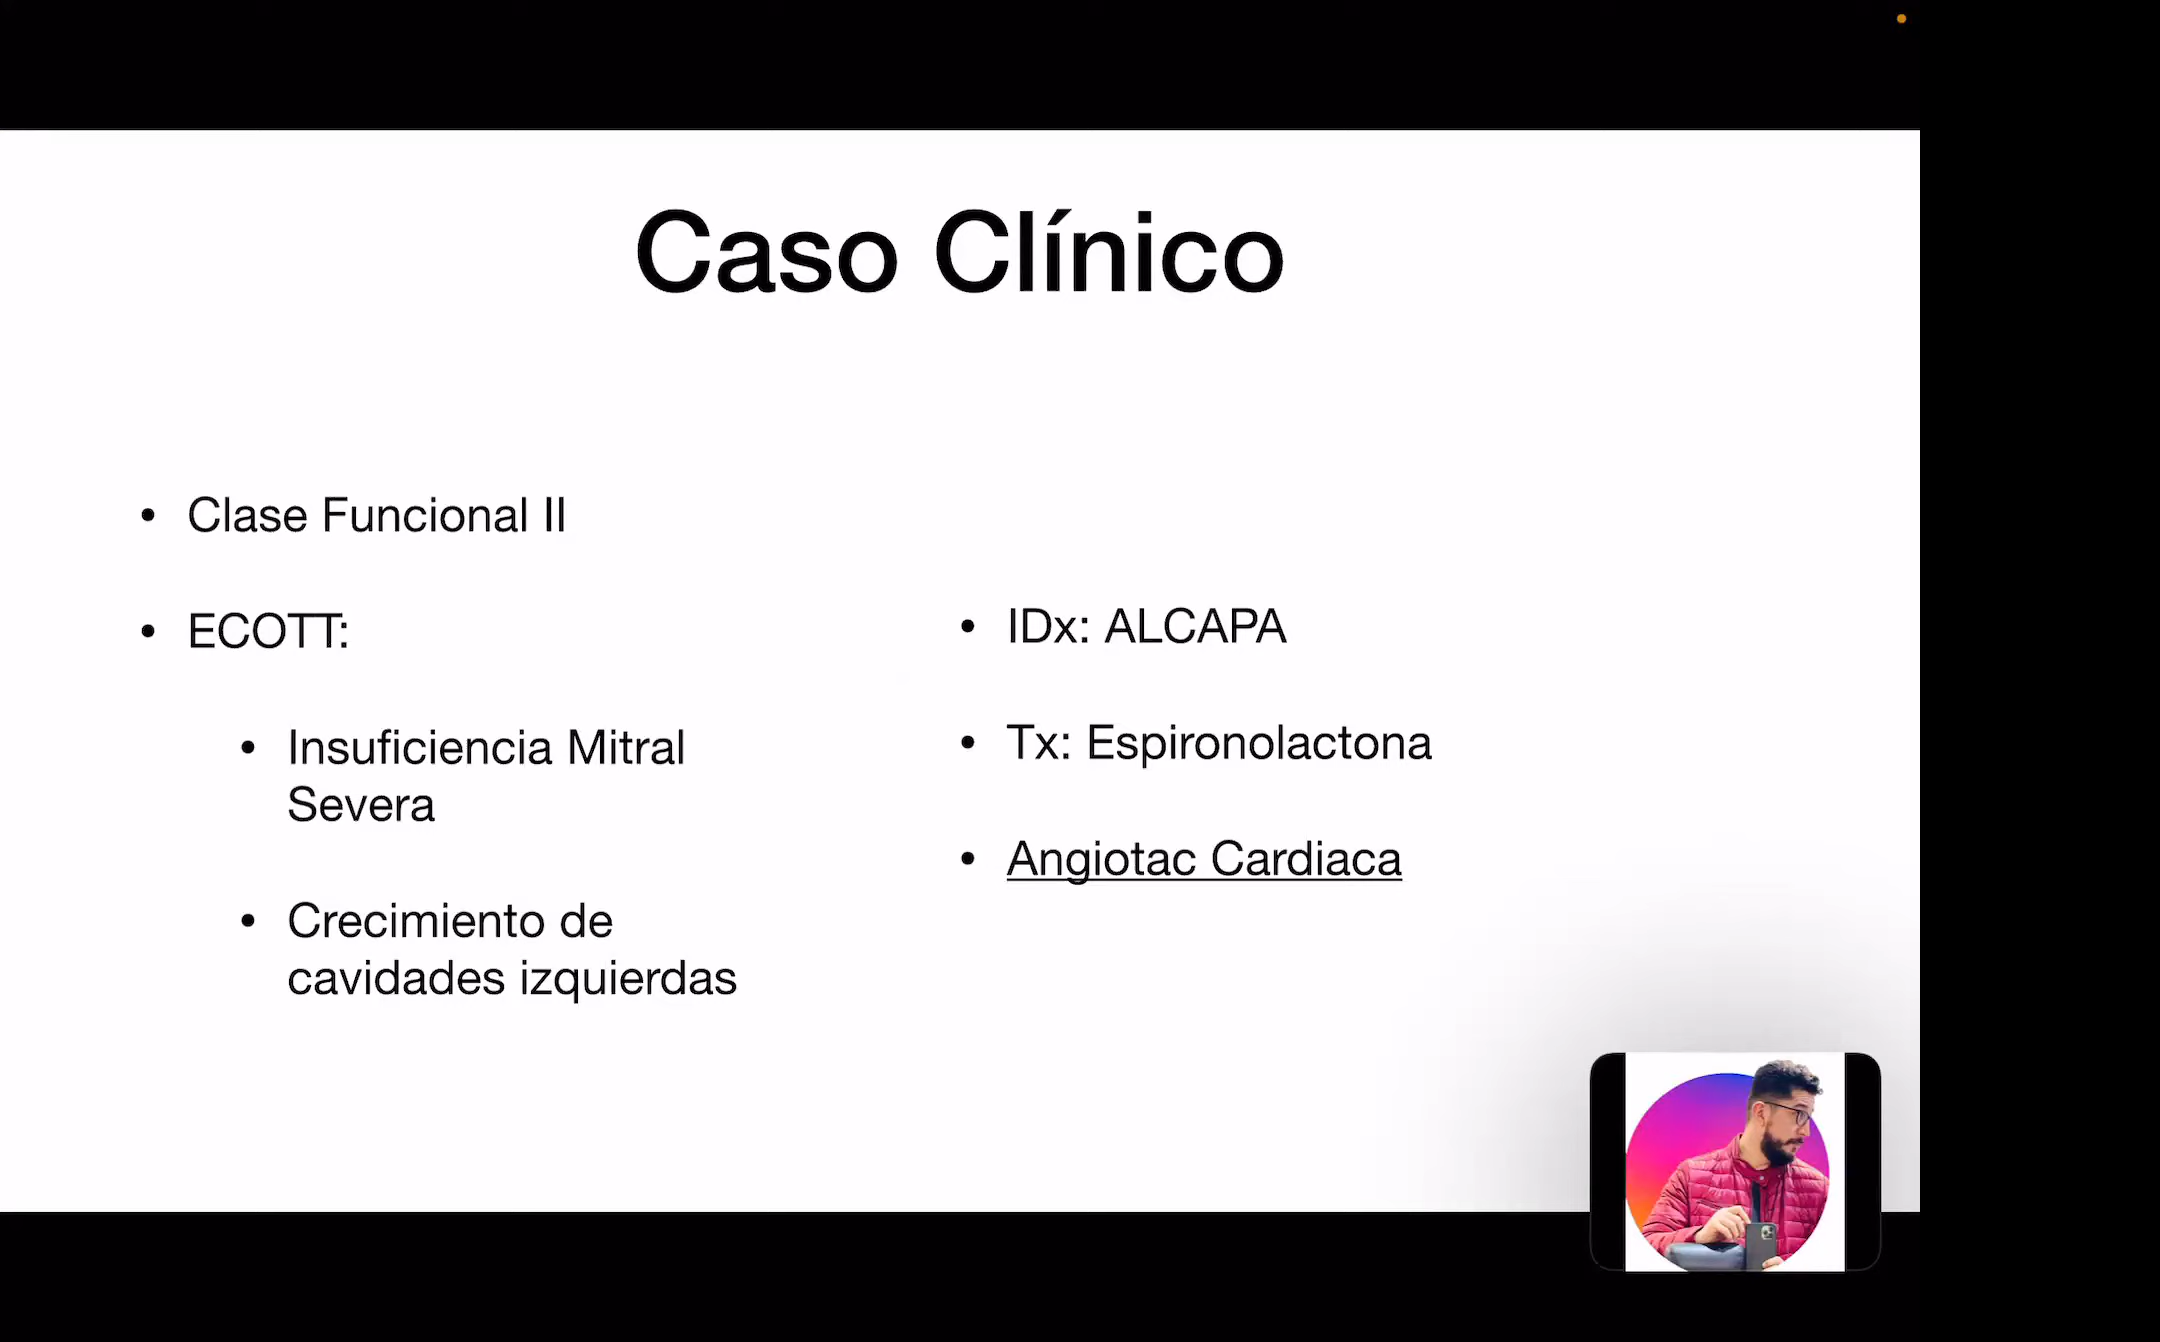 Caso Clínico
• Clase Funcional II
• ECOTT:
• Insuficiencia Mitral
Severa
• Crecimiento de
cavidades izquierdas
• IDx: ALCAPA
• Tx: Espironolactona
• Angiotac Cardiaca